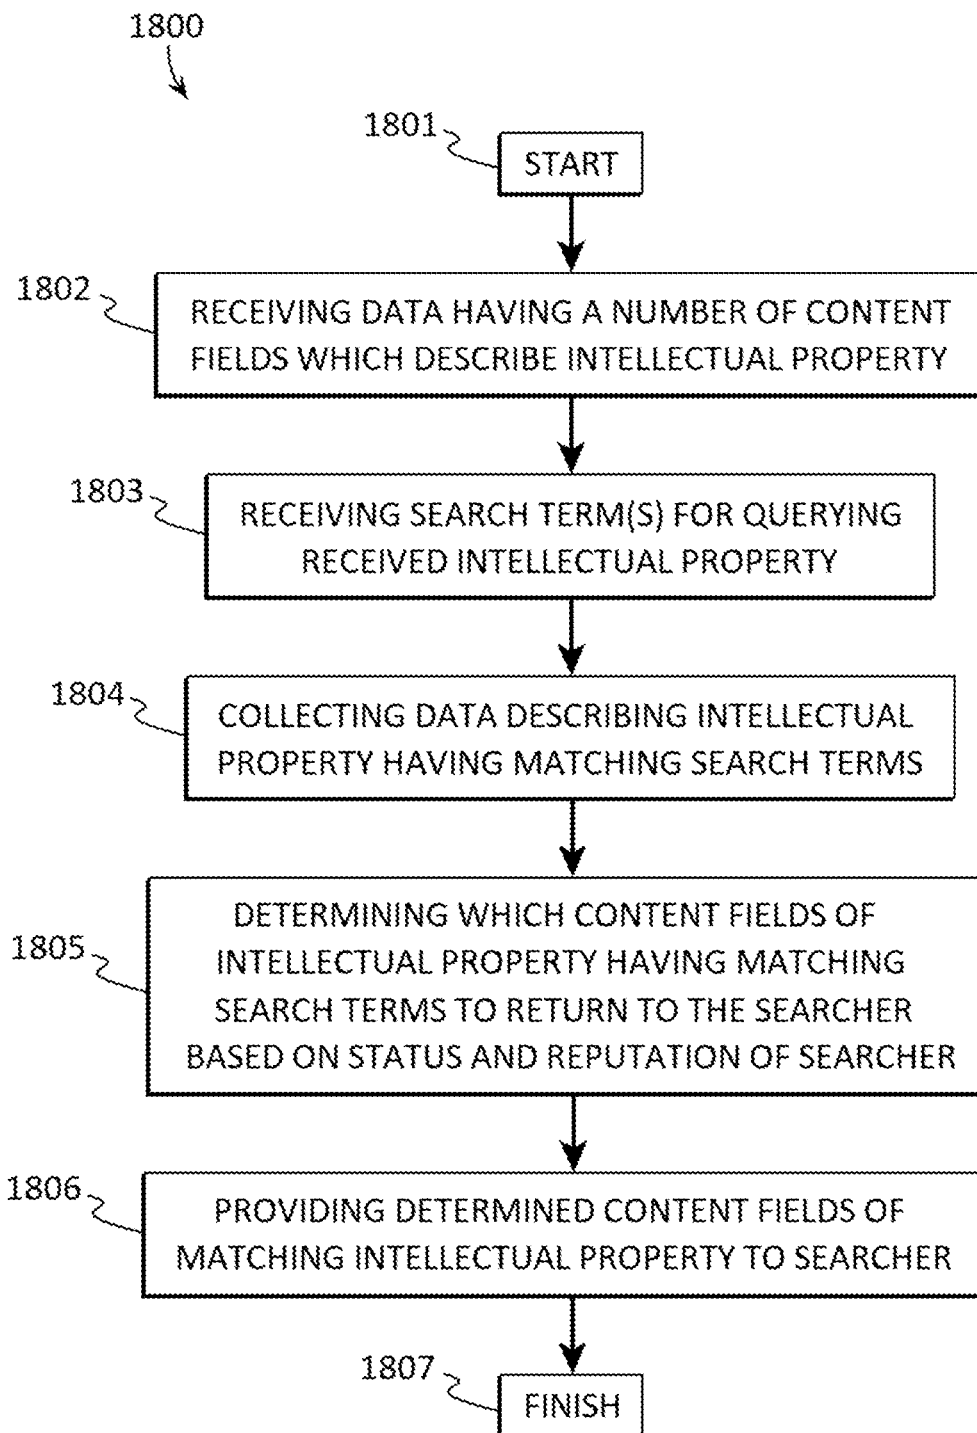 1800
1801
START
1802
RECEIVING DATA HAVING A NUMBER OF CONTENT
FIELDS WHICH DESCRIBE INTELLECTUAL PROPERTY
1803
RECEIVING SEARCH TERM(S) FOR QUERYING
RECEIVED INTELLECTUAL PROPERTY
1804
COLLECTING DATA DESCRIBING INTELLECTUAL
PROPERTY HAVING MATCHING SEARCH TERMS
1805
DETERMINING WHICH CONTENT FIELDS OF
INTELLECTUAL PROPERTY HAVING MATCHING
SEARCH TERMS TO RETURN TO THE SEARCHER
BASED ON STATUS AND REPUTATION OF SEARCHER
1806
PROVIDING DETERMINED CONTENT FIELDS OF
MATCHING INTELLECTUAL PROPERTY TO SEARCHER
1807
FINISH